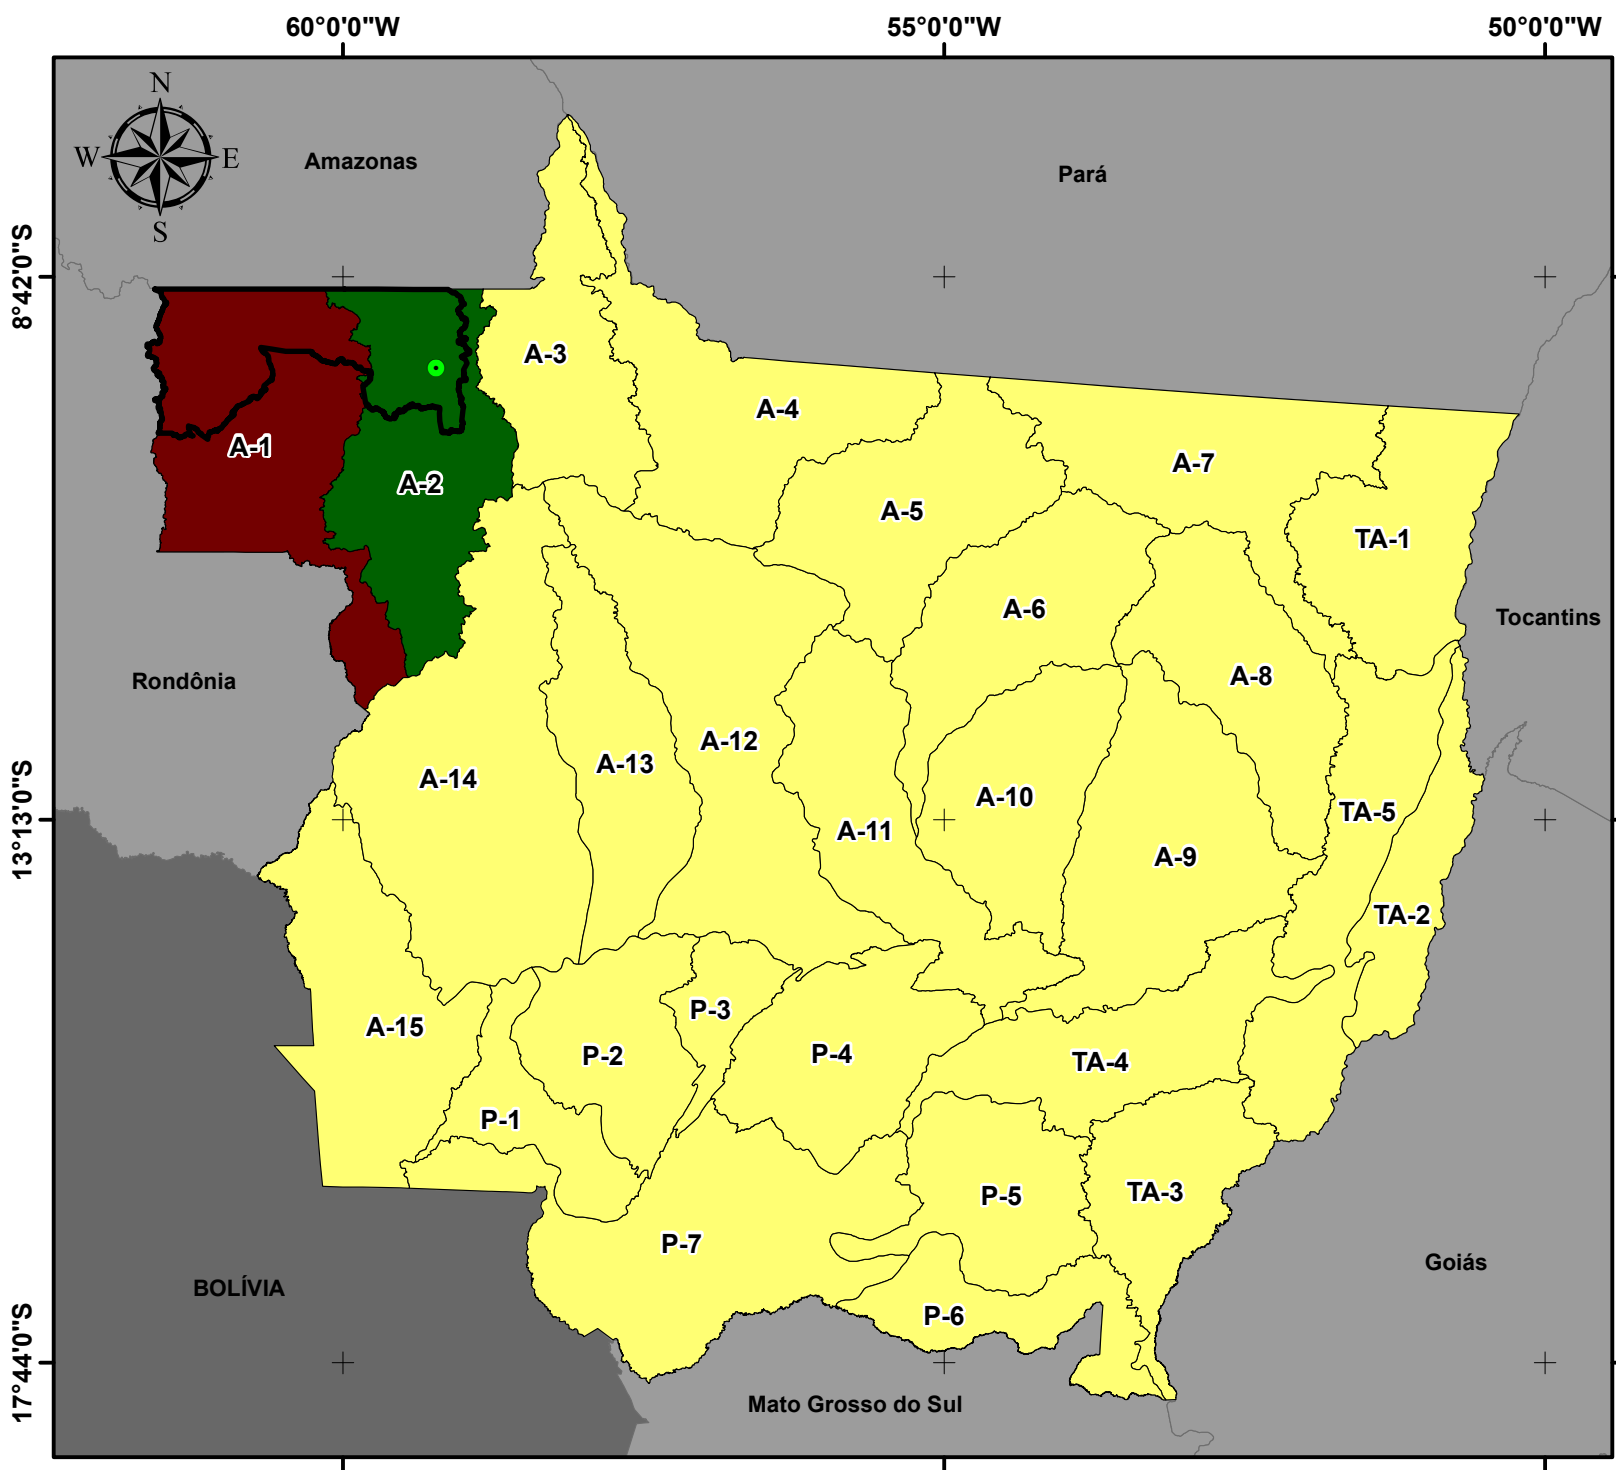 60°0'0"W
55°0'0"W
50°0'0"W
N
W
E
S
Amazonas
Pará
8°42'0"S
A-3
A-4
A-1
A-7
A-2
A-5
TA-1
A-6
Tocantins
A-8
Rondônia
A-12
A-13
A-14
A-10
TA-5
13°13'0"S
A-11
A-9
TA-2
P-3
A-15
P-4
P-2
TA-4
P-1
TA-3
P-5
P-7
Goiás
BOLÍVIA
P-6
17°44'0"S
Mato Grosso do Sul